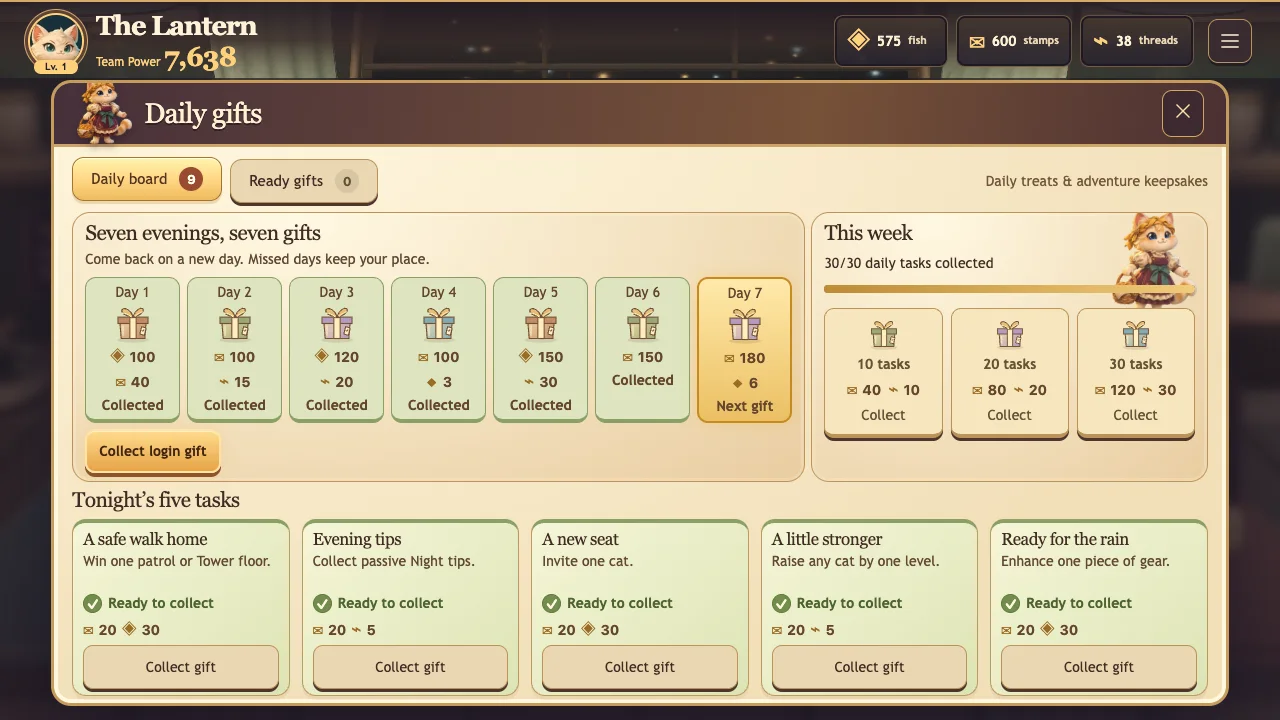 The Lantern
Team Power 7,638
Lv. 1
575 fish
600 stamps
38 threads
Daily gifts
Daily board 9
Ready gifts 0
Daily treats & adventure keepsakes
Seven evenings, seven gifts
Come back on a new day. Missed days keep your place.
Day 1
100
40
Collected
Day 2
100
15
Collected
Day 3
120
20
Collected
Day 4
100
3
Collected
Day 5
150
30
Collected
Day 6
150
Collected
Day 7
180
6
Next gift
Collect login gift
This week
30/30 daily tasks collected
10 tasks
40 10
Collect
20 tasks
80 20
Collect
30 tasks
120 30
Collect
Tonight's five tasks
A safe walk home
Win one patrol or Tower floor.
Ready to collect
20 30
Collect gift
Evening tips
Collect passive Night tips.
Ready to collect
20 5
Collect gift
A new seat
Invite one cat.
Ready to collect
20 30
Collect gift
A little stronger
Raise any cat by one level.
Ready to collect
20 5
Collect gift
Ready for the rain
Enhance one piece of gear.
Ready to collect
20 30
Collect gift